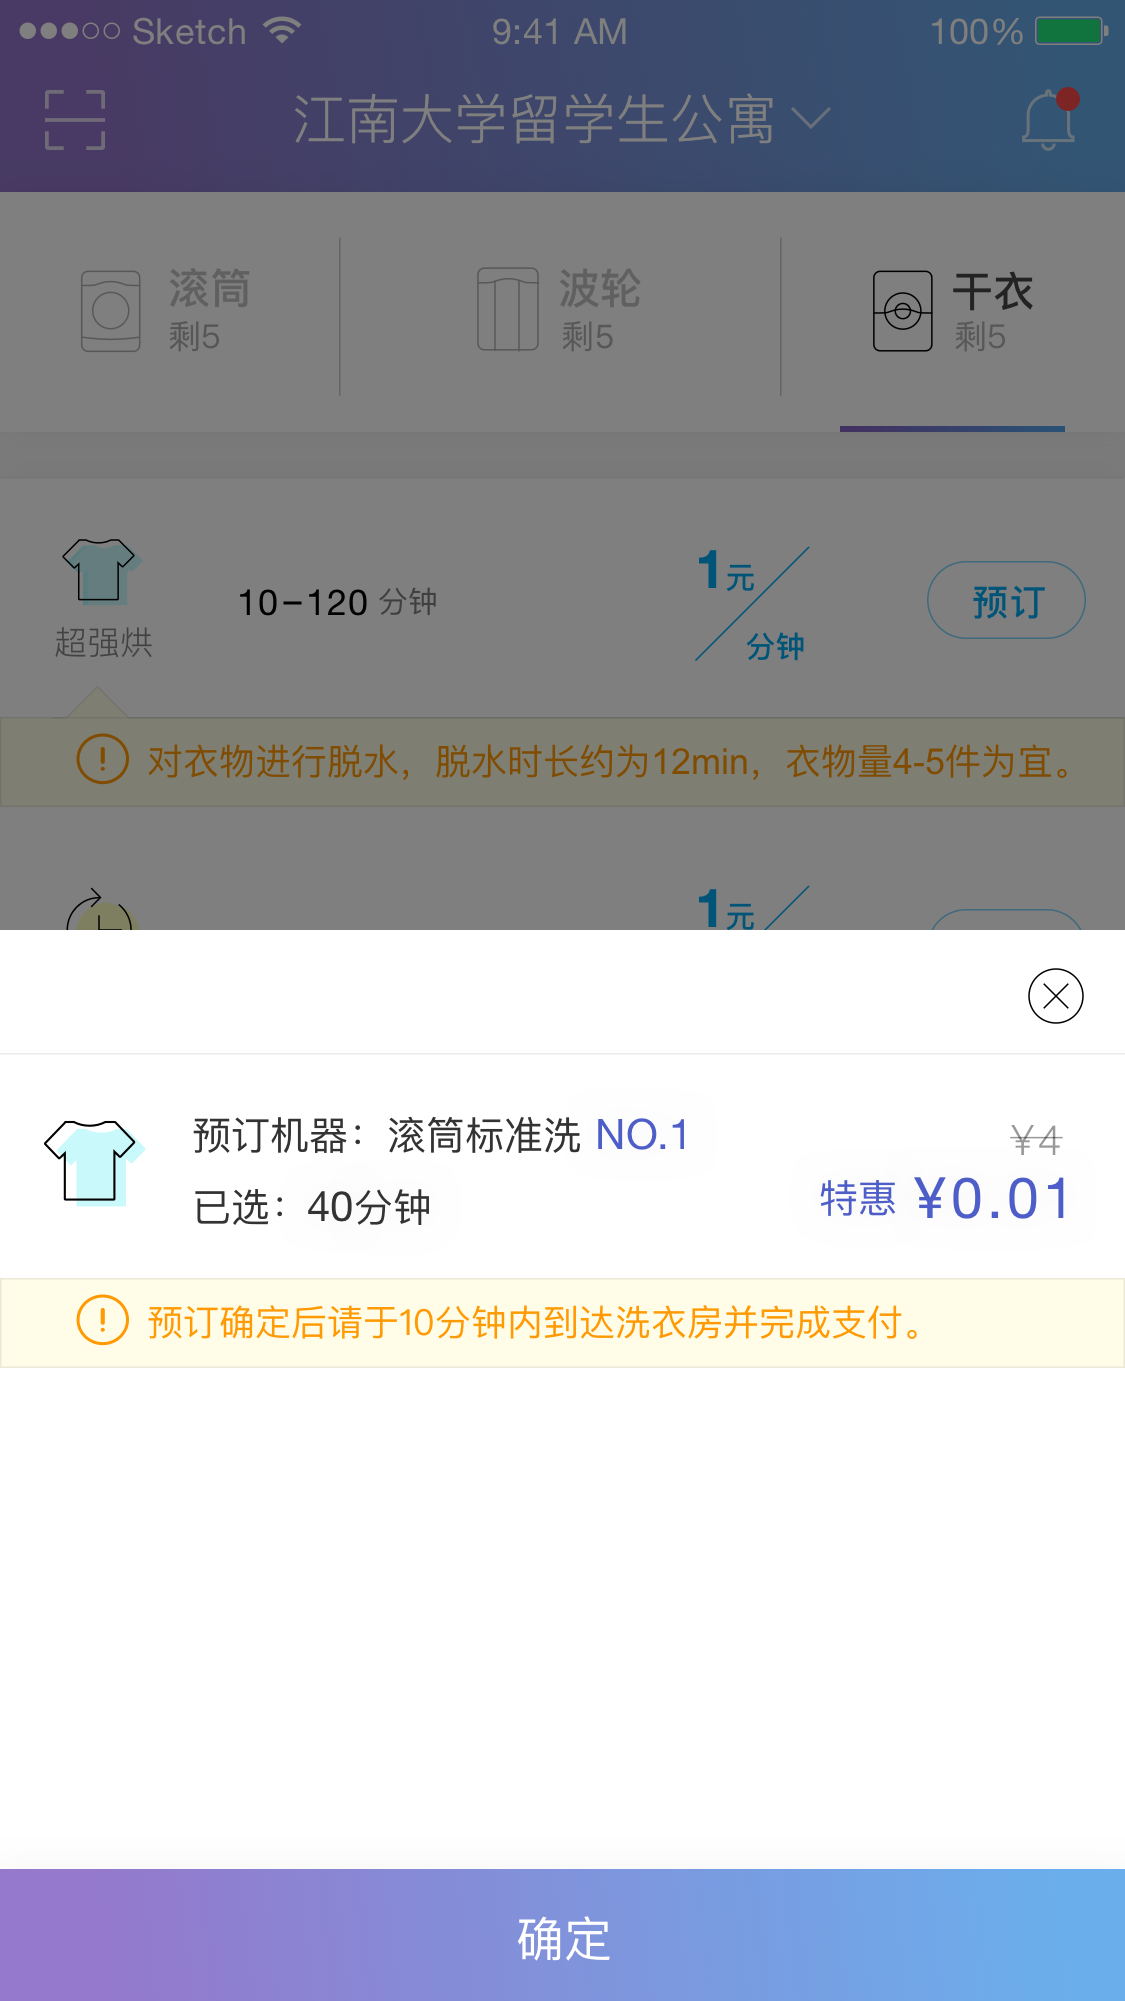 Sketch 9:41 AM 100%
江南大学留学生公寓
滚筒 波轮 干衣
剩5 剩5 剩5
1元
10-120 分钟 预订
超强烘 分钟
! 对衣物进行脱水，脱水时长约为12min，衣物量4-5件为宜。
1元
预订机器：滚筒标准洗 NO.1 ¥4
已选：40分钟 特惠 ¥0.01
! 预订确定后请于10分钟内到达洗衣房并完成支付。
确定